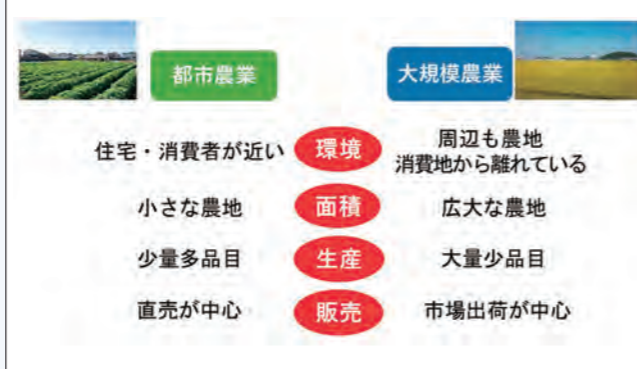 都市農業
大規模農業
住宅・消費者が近い
環境
周辺も農地
消費地から離れている
小さな農地
面積
広大な農地
少量多品目
生産
大量少品目
直売が中心
販売
市場出荷が中心